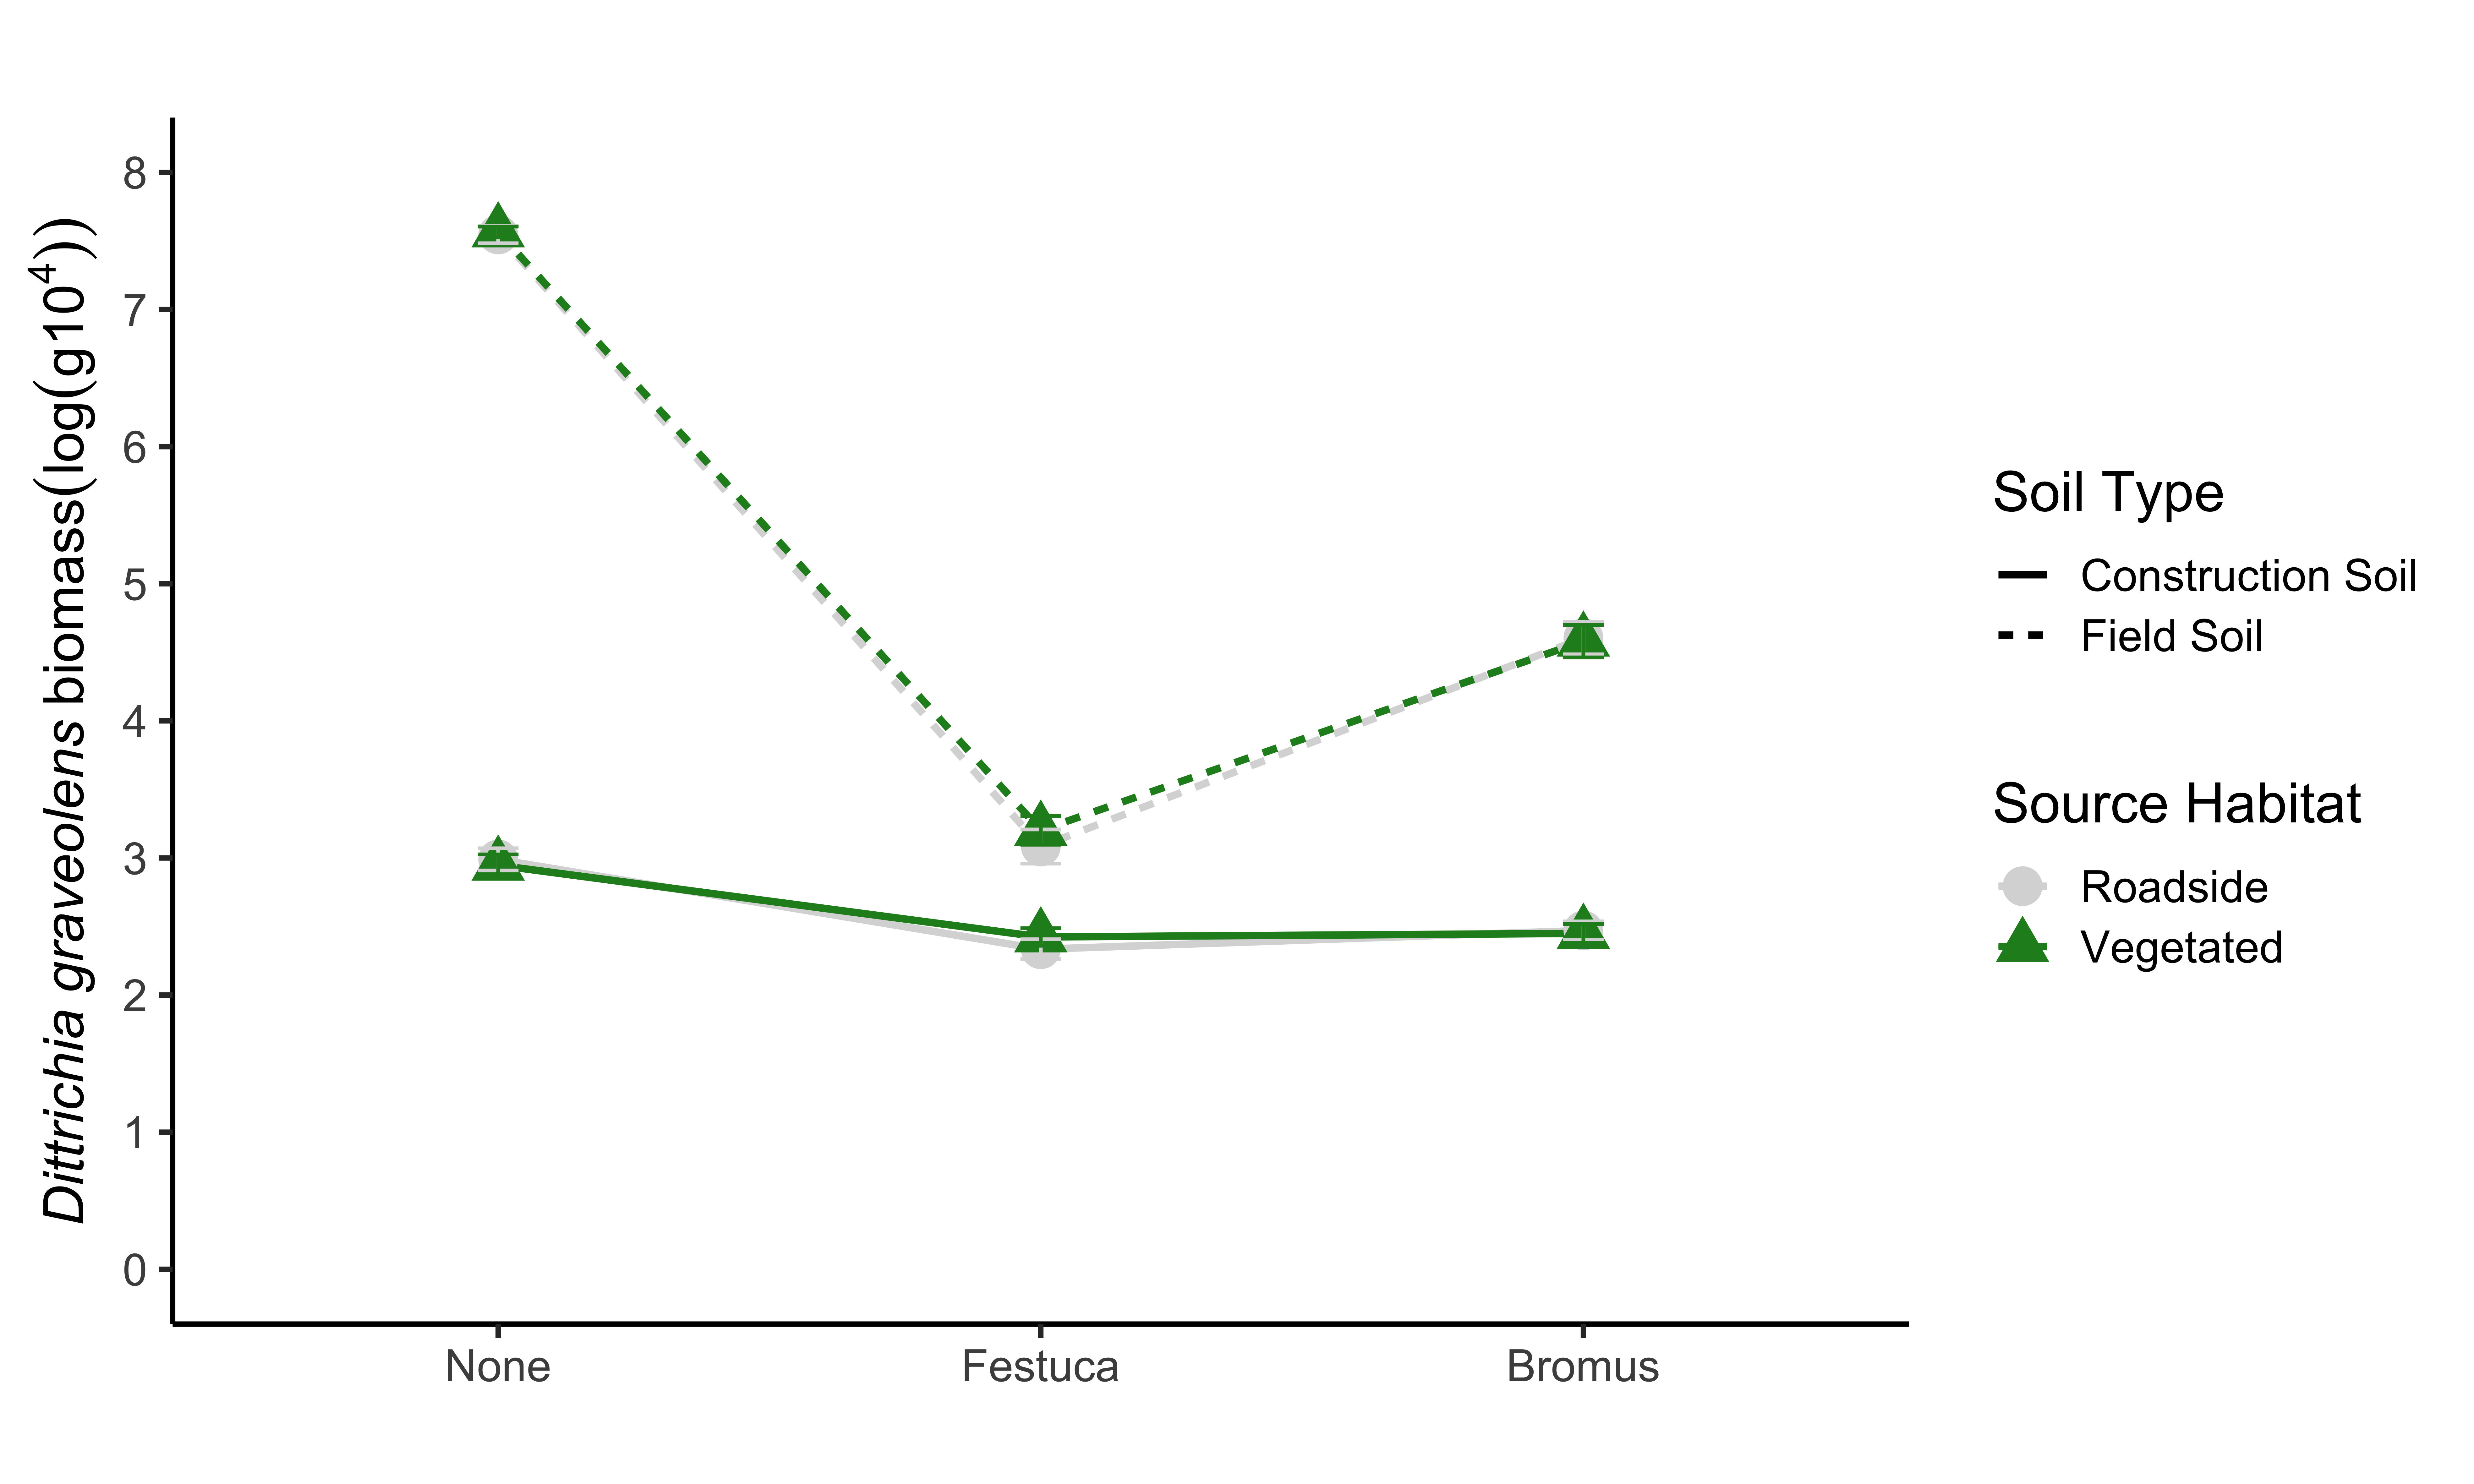 Dittrichia graveolens biomass(log(g10⁴)))
8
7
6
5
4
3
2
1
0
None
Festuca
Bromus
Soil Type
Construction Soil
Field Soil
Source Habitat
Roadside
Vegetated